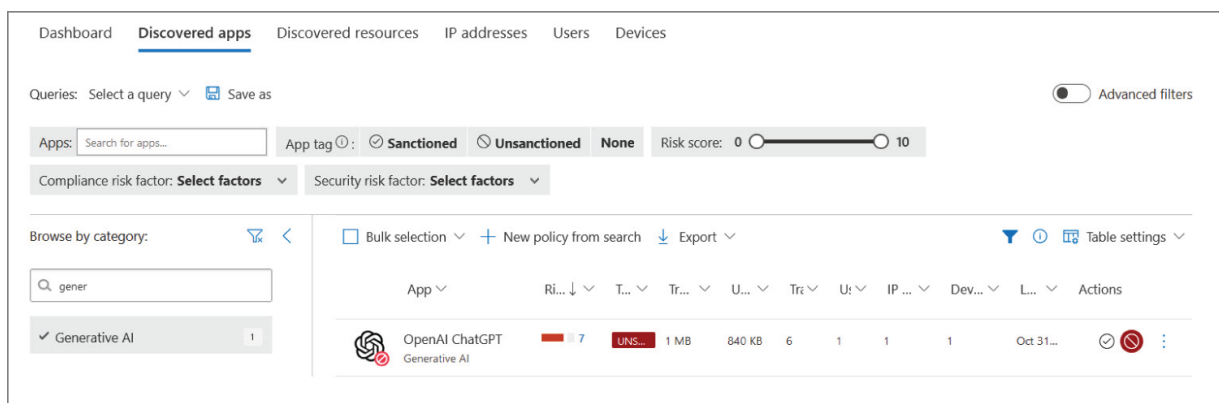 Dashboard Discovered apps Discovered resources IP addresses Users Devices
Queries: Select a query Save as Advanced filters
Apps: Search for apps... App tag : Sanctioned Unsanctioned None Risk score: 0 10
Compliance risk factor: Select factors Security risk factor: Select factors
Browse by category: Bulk selection New policy from search Export Table settings
gener
App Ri... T... Tr... U... Tra Us IP ... Dev... L... Actions
Generative AI 1 OpenAI ChatGPT 7 UNS... 1 MB 840 KB 6 1 1 1 Oct 31...
Generative AI